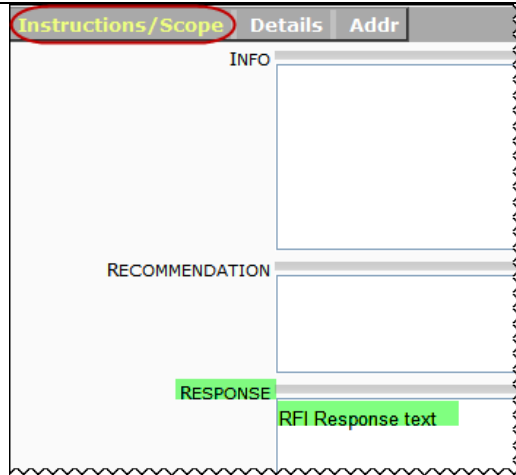 Instructions/Scope Details Addr
INFO
RECOMMENDATION
RESPONSE
RFI Response text